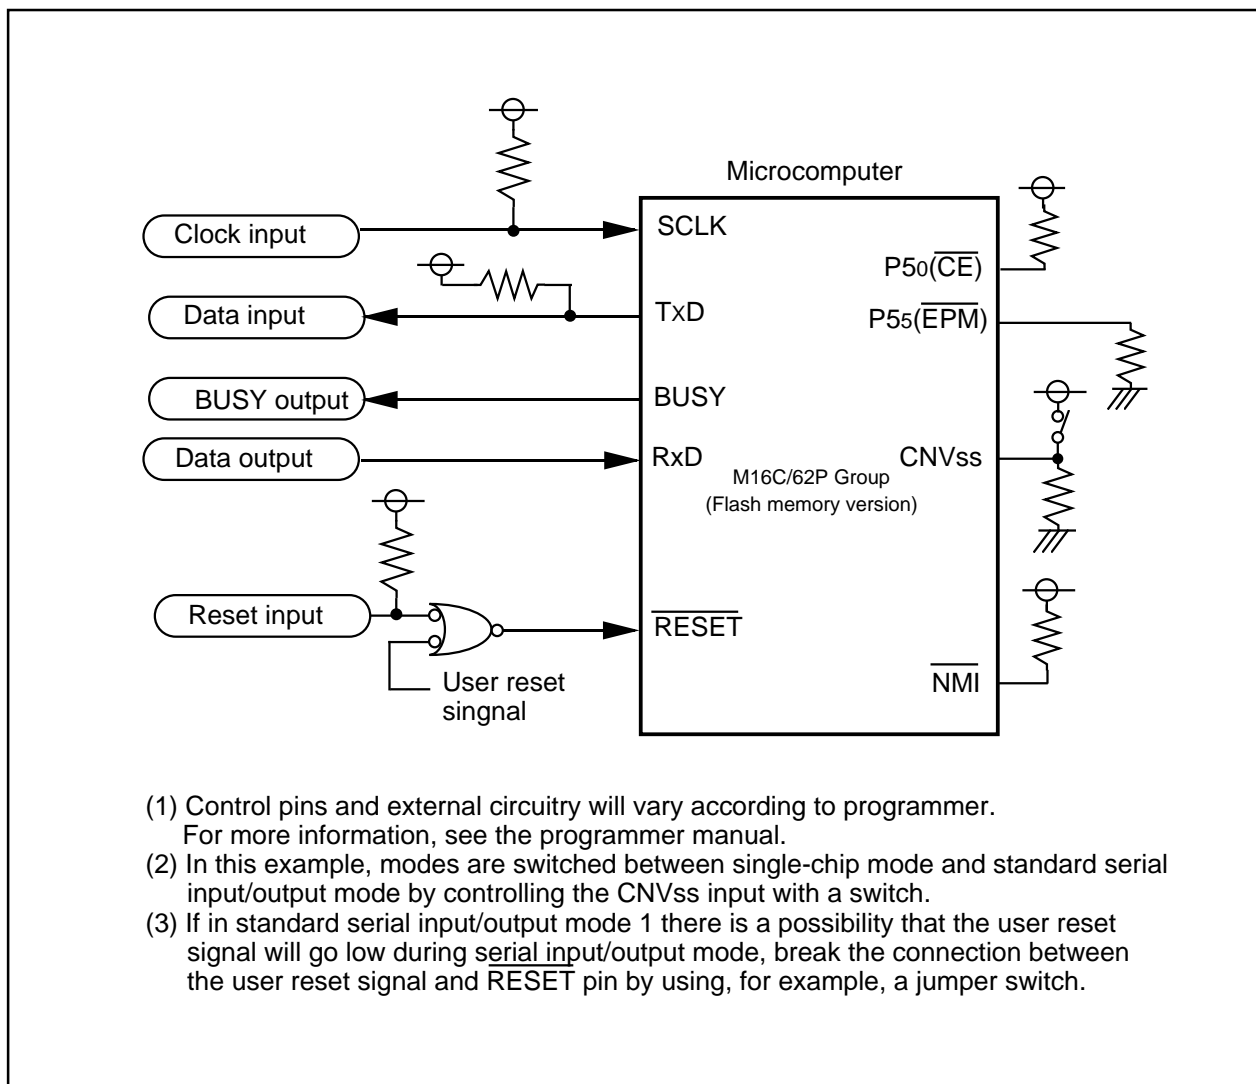 Microcomputer
Clock input
SCLK
P50(CE)
Data input
TxD
P55(EPM)
BUSY output
BUSY
Data output
RxD
CNVss
M16C/62P Group
(Flash memory version)
Reset input
RESET
User reset
singnal
NMI
(1) Control pins and external circuitry will vary according to programmer.
For more information, see the programmer manual.
(2) In this example, modes are switched between single-chip mode and standard serial
input/output mode by controlling the CNVss input with a switch.
(3) If in standard serial input/output mode 1 there is a possibility that the user reset
signal will go low during serial input/output mode, break the connection between
the user reset signal and RESET pin by using, for example, a jumper switch.